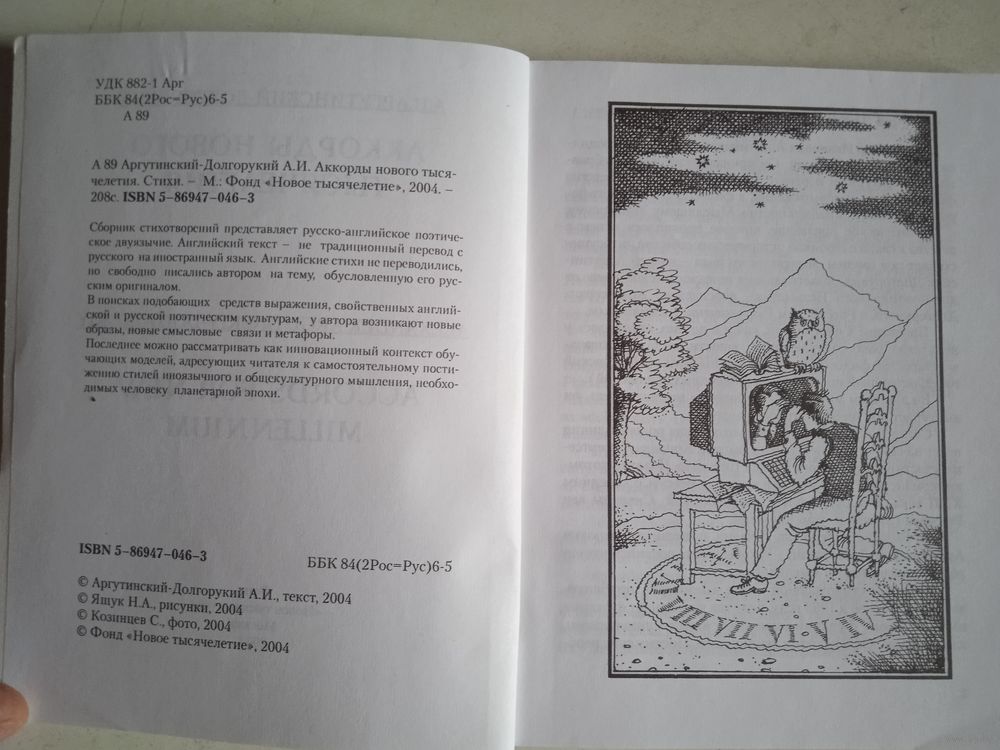 УДК 882-1 Арг
ББК 84(2Рос=Рус)6-5
А 89
А 89 Аргутинский-Долгорукий А.И. Аккорды нового тыся-
челетия. Стихи. – М.: Фонд «Новое тысячелетие», 2004. –
208с. ISBN 5–86947–046–3
Сборник стихотворений представляет русско-английское поэтиче-
ское двуязычие. Английский текст – не традиционный перевод с
русского на иностранный язык. Английские стихи не переводились,
но свободно писались автором на тему, обусловленную его рус-
ским оригиналом.
В поисках подобающих средств выражения, свойственных англий-
ской и русской поэтическим культурам, у автора возникают новые
образы, новые смысловые связи и метафоры.
Последнее можно рассматривать как инновационный контекст обу-
чающих моделей, адресующих читателя к самостоятельному пости-
жению стилей иноязычного и общекультурного мышления, необхо-
димых человеку планетарной эпохи.
ISBN 5–86947–046–3
ББК 84(2Рос=Рус)6-5
© Аргутинский-Долгорукий А.И., текст, 2004
© Ящук Н.А., рисунки, 2004
© Козинцев С., фото, 2004
© Фонд «Новое тысячелетие», 2004
VII VI V IV